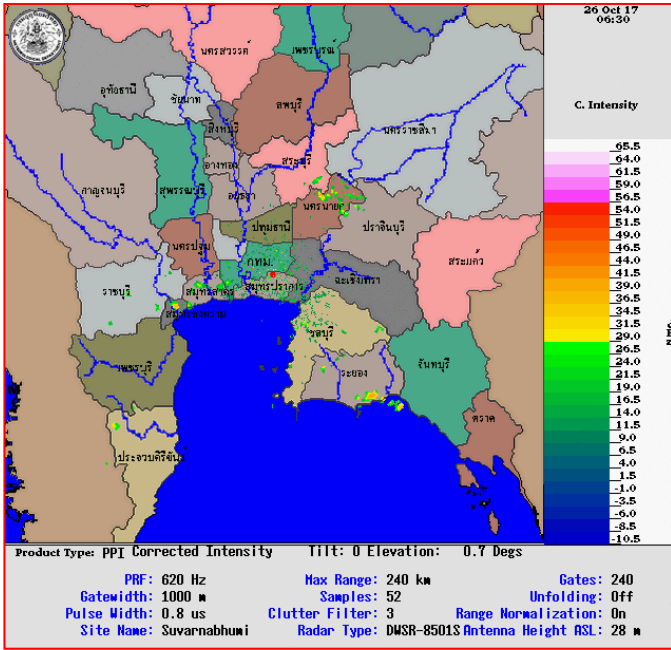 26 Oct 17
06:30
C. Intensity
นครสวรรค์
เพชรบูรณ์
อุทัยธานี
ชัยนาท
ลพบุรี
สิงห์บุรี
นครราชสีมา
อ่างทอง
สระบุรี
กาญจนบุรี
สุพรรณบุรี
อยุธยา
นครนายก
ปราจีนบุรี
ปทุมธานี
นครปฐม
กทม.
สระแก้ว
ราชบุรี
สมุทรสาคร
สมุทรปราการ
ฉะเชิงเทรา
สมุทรสงคราม
ชลบุรี
เพชรบุรี
ระยอง
จันทบุรี
ตราด
ประจวบคีรีขันธ์
65.5
64.0
61.5
59.0
56.5
54.0
51.5
49.0
46.5
44.0
41.5
39.0
36.5
34.0
31.5
29.0
26.5
24.0
21.5
19.0
16.5
14.0
11.5
9.0
6.5
4.0
1.5
-1.0
-3.5
-6.0
-8.5
-10.5
Product Type: PPI Corrected Intensity Tilt: 0 Elevation: 0.7 Degs
PRF: 620 Hz Max Range: 240 km Gates: 240
Gatewidth: 1000 m Samples: 52 Unfolding: Off
Pulse Width: 0.8 us Clutter Filter: 3 Range Normalization: On
Site Name: Suvarnabhumi Radar Type: DWSR-8501S Antenna Height ASL: 28 m